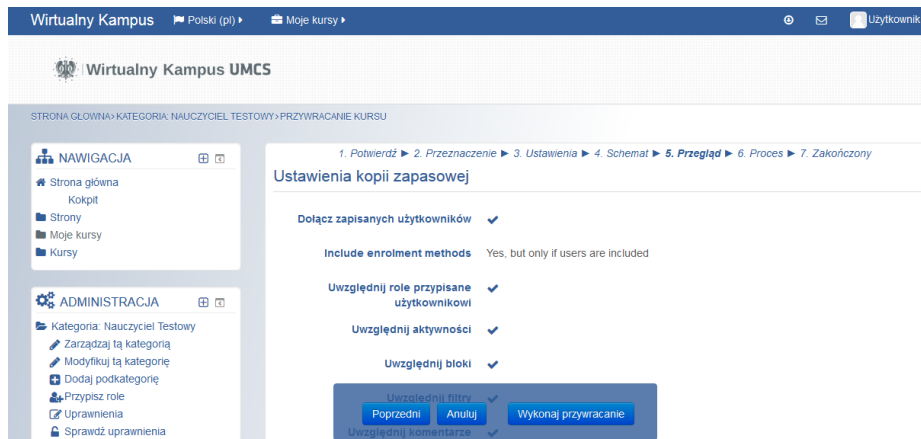 Wirtualny Kampus Polski (pl) Moje kursy Użytkownik
Wirtualny Kampus UMCS
STRONA GŁOWNA› KATEGORIA: NAUCZYCIEL TESTOWY› PRZYWRACANIE KURSU
NAWIGACJA
Strona główna
Kokpit
Strony
Moje kursy
Kursy
ADMINISTRACJA
Kategoria: Nauczyciel Testowy
Zarządzaj tą kategorią
Modyfikuj tą kategorię
Dodaj podkategorię
Przypisz role
Uprawnienia
Sprawdź uprawnienia
1. Potwierdź ► 2. Przeznaczenie ► 3. Ustawienia ► 4. Schemat ► 5. Przegląd ► 6. Proces ► 7. Zakończony
Ustawienia kopii zapasowej
Dołącz zapisanych użytkowników
Include enrolment methods Yes, but only if users are included
Uwzględnij role przypisane
użytkownikowi
Uwzględnij aktywności
Uwzględnij bloki
Uwzględnij filtry
Poprzedni Anuluj Wykonaj przywracanie
Uwzględnij komentarze